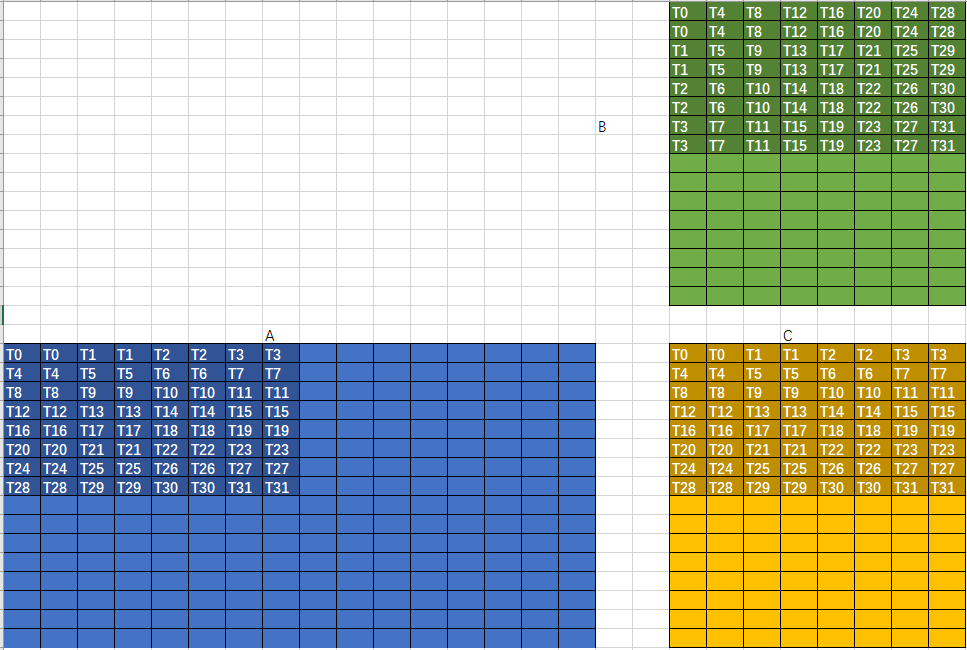 T0 T4 T8 T12 T16 T20 T24 T28
T0 T4 T8 T12 T16 T20 T24 T28
T1 T5 T9 T13 T17 T21 T25 T29
T1 T5 T9 T13 T17 T21 T25 T29
T2 T6 T10 T14 T18 T22 T26 T30
T2 T6 T10 T14 T18 T22 T26 T30
B
T3 T7 T11 T15 T19 T23 T27 T31
T3 T7 T11 T15 T19 T23 T27 T31
A
T0 T0 T1 T1 T2 T2 T3 T3
T4 T4 T5 T5 T6 T6 T7 T7
T8 T8 T9 T9 T10 T10 T11 T11
T12 T12 T13 T13 T14 T14 T15 T15
T16 T16 T17 T17 T18 T18 T19 T19
T20 T20 T21 T21 T22 T22 T23 T23
T24 T24 T25 T25 T26 T26 T27 T27
T28 T28 T29 T29 T30 T30 T31 T31
C
T0 T0 T1 T1 T2 T2 T3 T3
T4 T4 T5 T5 T6 T6 T7 T7
T8 T8 T9 T9 T10 T10 T11 T11
T12 T12 T13 T13 T14 T14 T15 T15
T16 T16 T17 T17 T18 T18 T19 T19
T20 T20 T21 T21 T22 T22 T23 T23
T24 T24 T25 T25 T26 T26 T27 T27
T28 T28 T29 T29 T30 T30 T31 T31